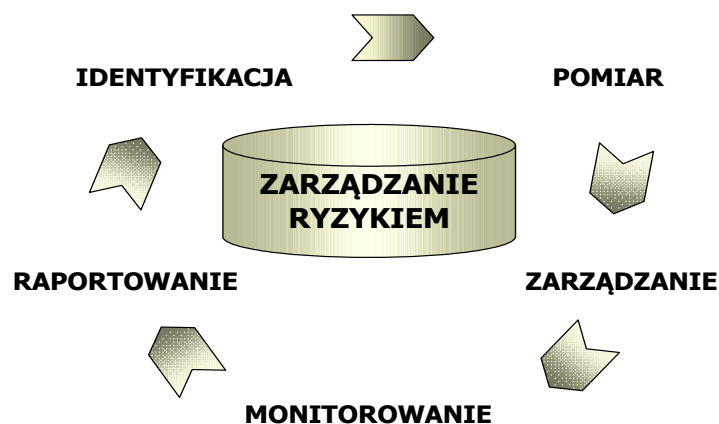 IDENTYFIKACJA
POMIAR
ZARZĄDZANIE
RYZYKIEM
RAPORTOWANIE
ZARZĄDZANIE
MONITOROWANIE